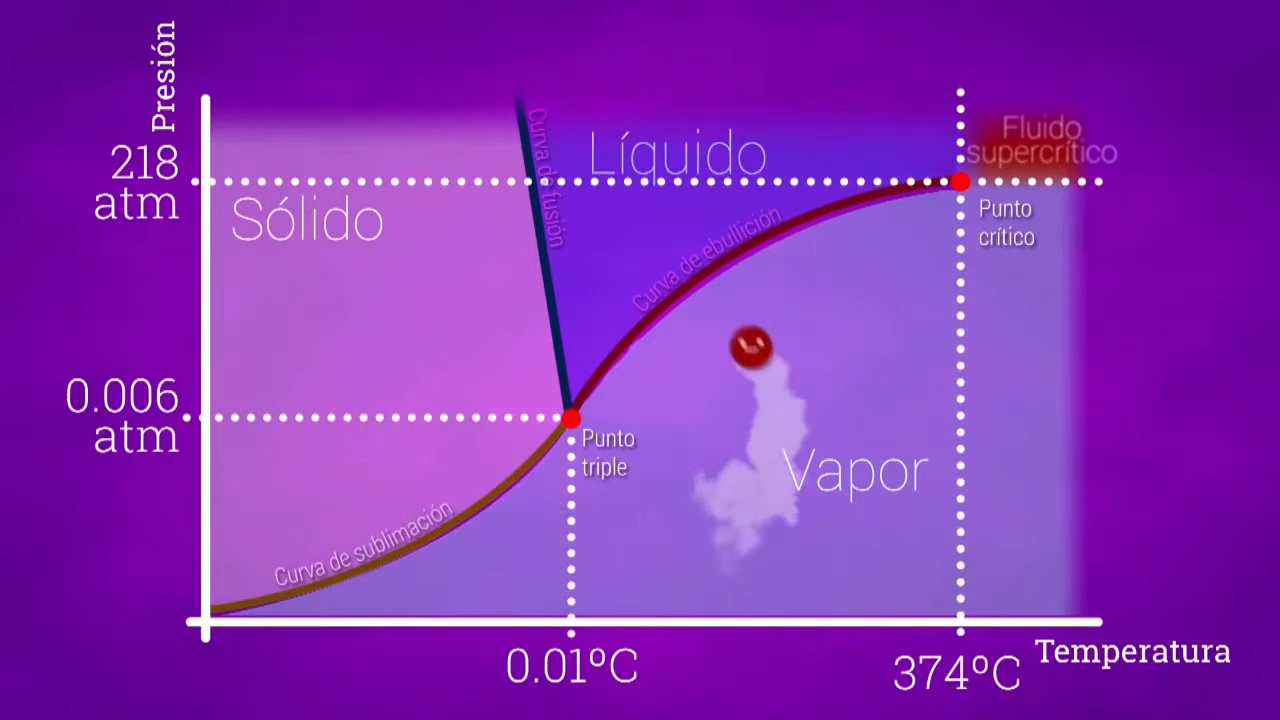 Presión
218
atm
Sólido
Curva de fusión
Líquido
Fluido
supercrítico
Punto
crítico
Curva de ebullición
0.006
atm
Punto
triple
Vapor
Curva de sublimación
0.01ºC
374ºC
Temperatura